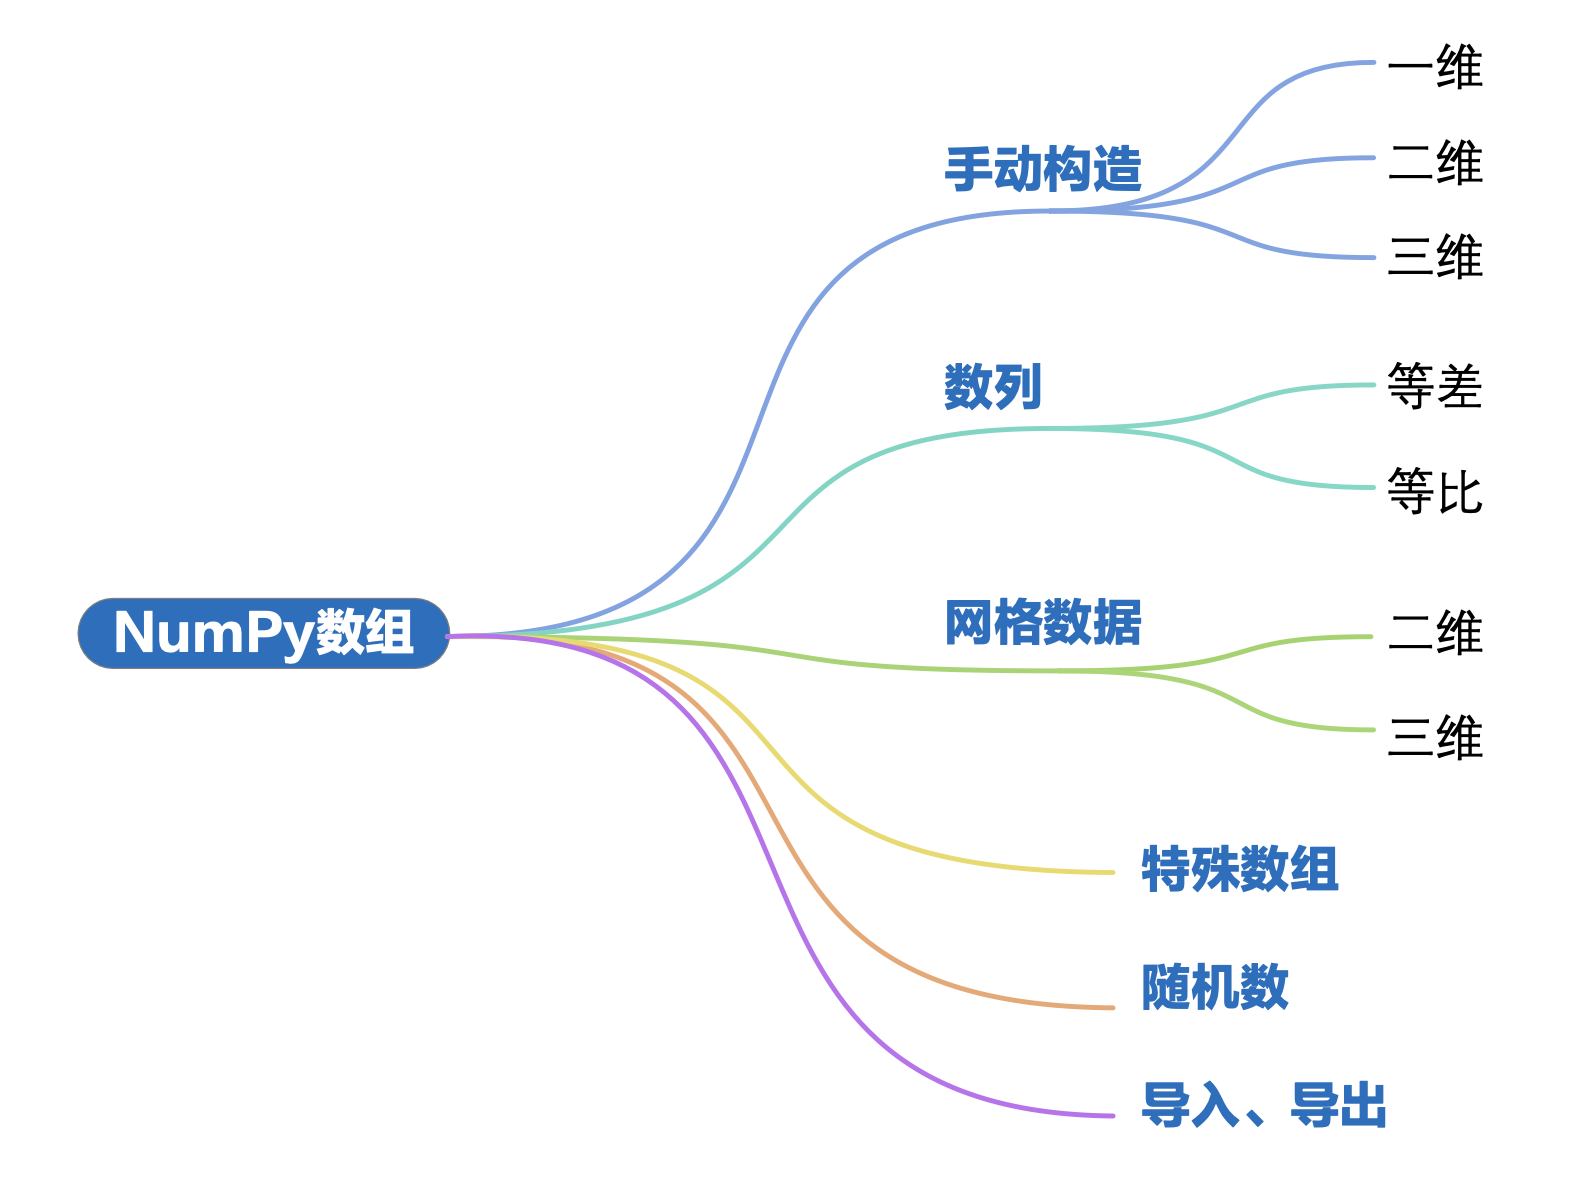 NumPy数组
手动构造
一维
二维
三维
数列
等差
等比
网格数据
二维
三维
特殊数组
随机数
导入、导出